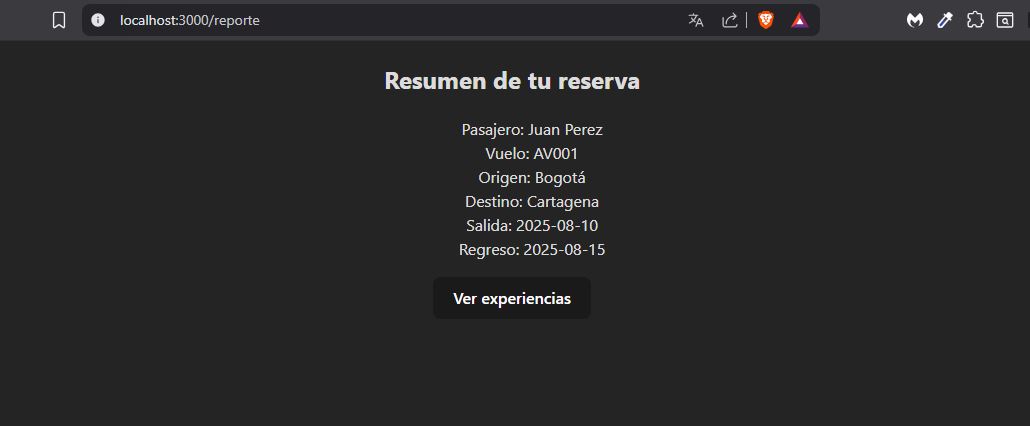 localhost:3000/reporte
Resumen de tu reserva
Pasajero: Juan Perez
Vuelo: AV001
Origen: Bogotá
Destino: Cartagena
Salida: 2025-08-10
Regreso: 2025-08-15
Ver experiencias